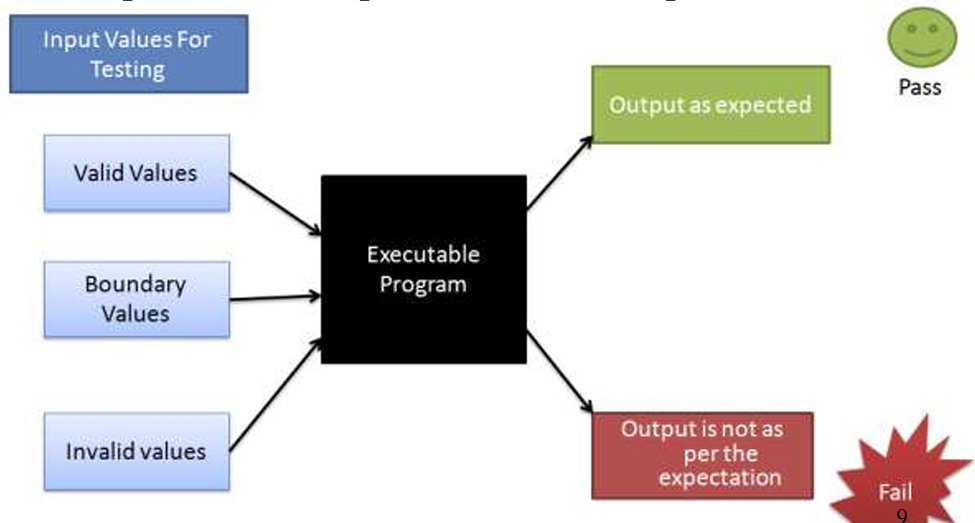 Input Values For
Testing
Pass
Output as expected
Valid Values
Executable
Program
Boundary
Values
Output is not as
per the
expectation
Invalid values
Fail
9